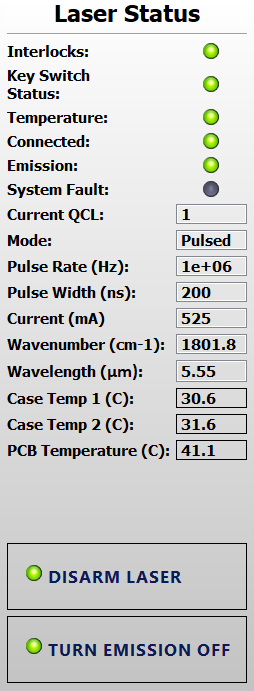 Laser Status
Interlocks:
Key Switch
Status:
Temperature:
Connected:
Emission:
System Fault:
Current QCL: 1
Mode: Pulsed
Pulse Rate (Hz): 1e+06
Pulse Width (ns): 200
Current (mA) 525
Wavenumber (cm-1): 1801.8
Wavelength (μm): 5.55
Case Temp 1 (C): 30.6
Case Temp 2 (C): 31.6
PCB Temperature (C): 41.1
DISARM LASER
TURN EMISSION OFF